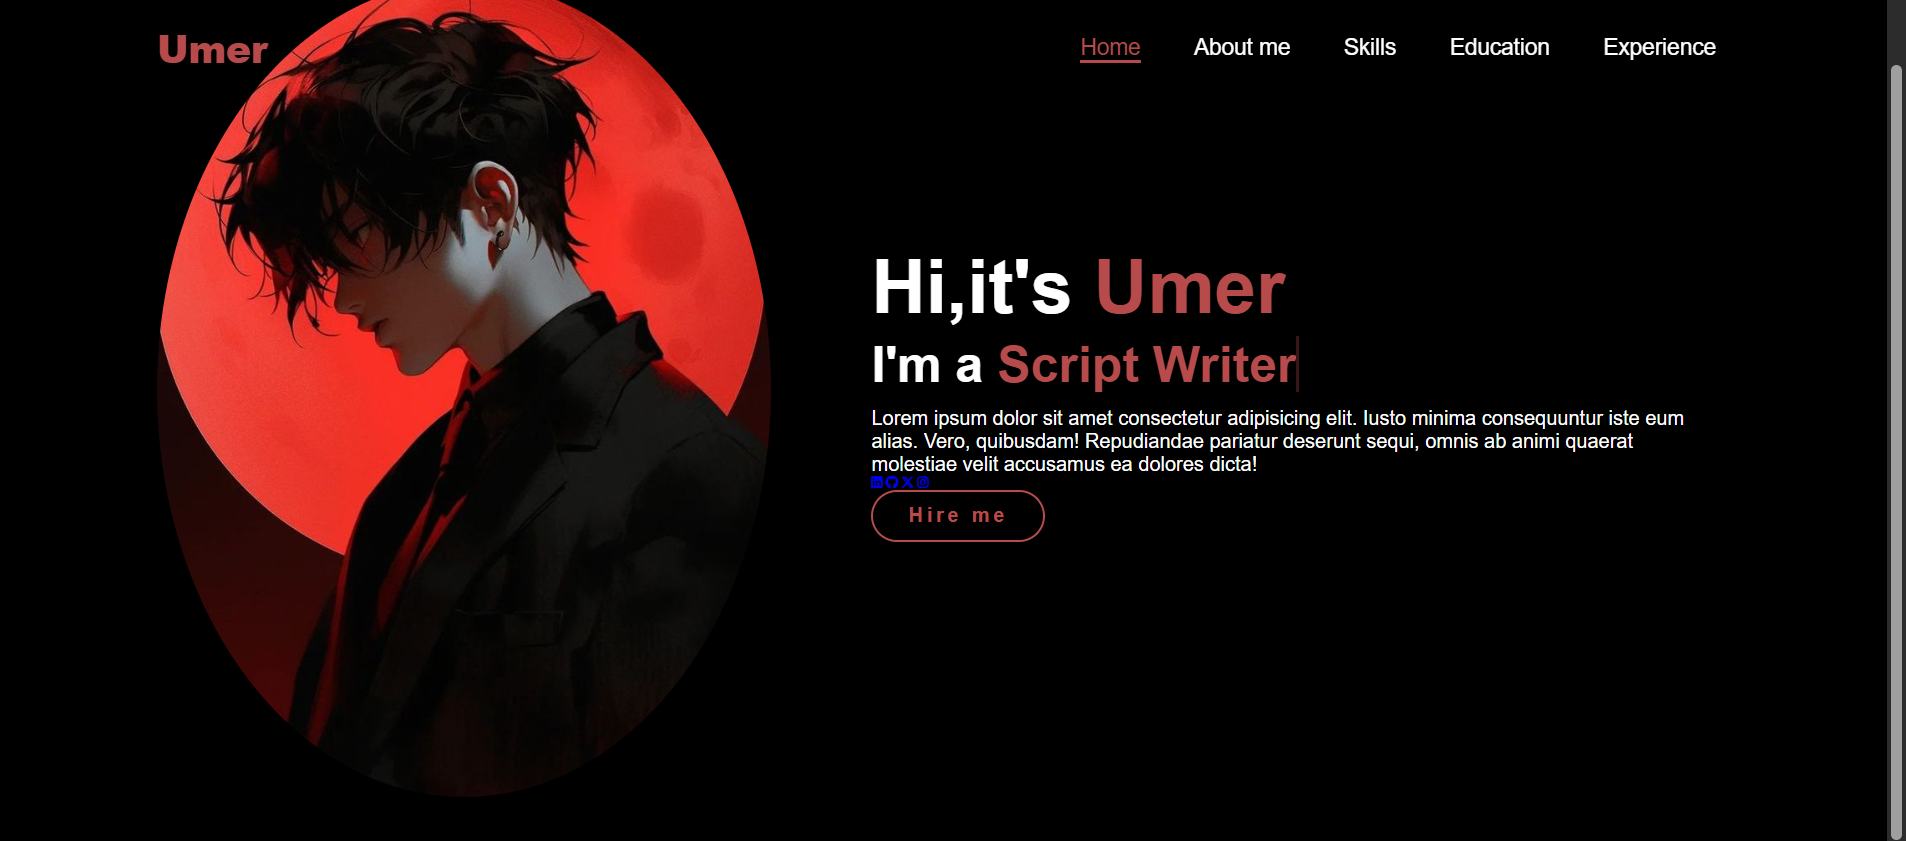 Umer
Home About me Skills Education Experience
Hi,it's Umer
I'm a Script Writer
Lorem ipsum dolor sit amet consectetur adipisicing elit. Iusto minima consequuntur iste eum
alias. Vero, quibusdam! Repudiandae pariatur deserunt sequi, omnis ab animi quaerat
molestiae velit accusamus ea dolores dicta!
Hire me